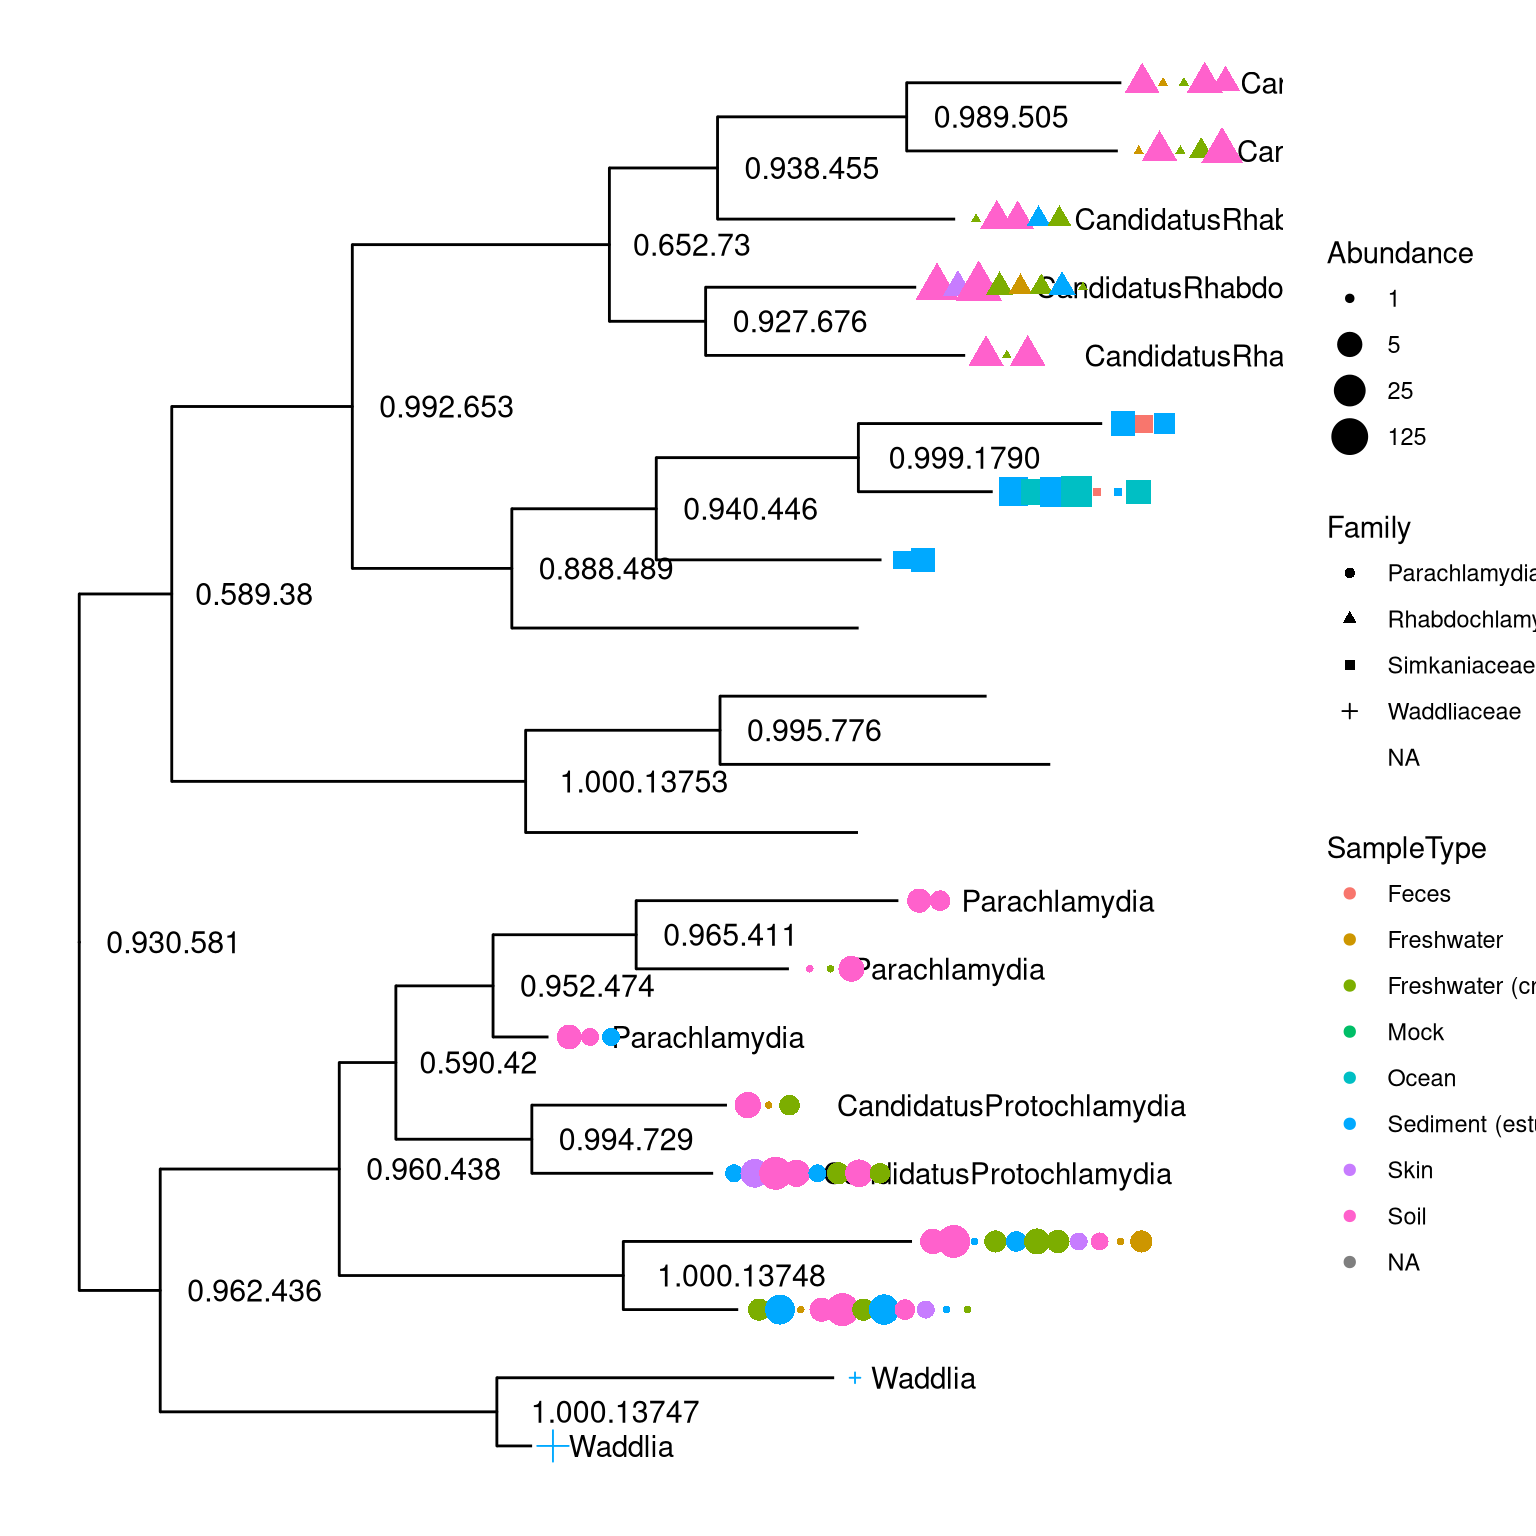 Car
0.989.505
Car
0.938.455
CandidatusRhab
0.652.73
CandidatusRhabdo
0.927.676
CandidatusRha
0.992.653
0.999.1790
0.940.446
0.888.489
0.589.38
0.995.776
1.000.13753
Parachlamydia
0.965.411
0.930.581
Parachlamydia
0.952.474
Parachlamydia
0.590.42
CandidatusProtochlamydia
0.994.729
0.960.438
CandidatusProtochlamydia
1.000.13748
0.962.436
Waddlia
1.000.13747
Waddlia
Abundance
1
5
25
125
Family
Parachlamydia
Rhabdochlamy
Simkaniaceae
Waddliaceae
NA
SampleType
Feces
Freshwater
Freshwater (cr
Mock
Ocean
Sediment (estu
Skin
Soil
NA